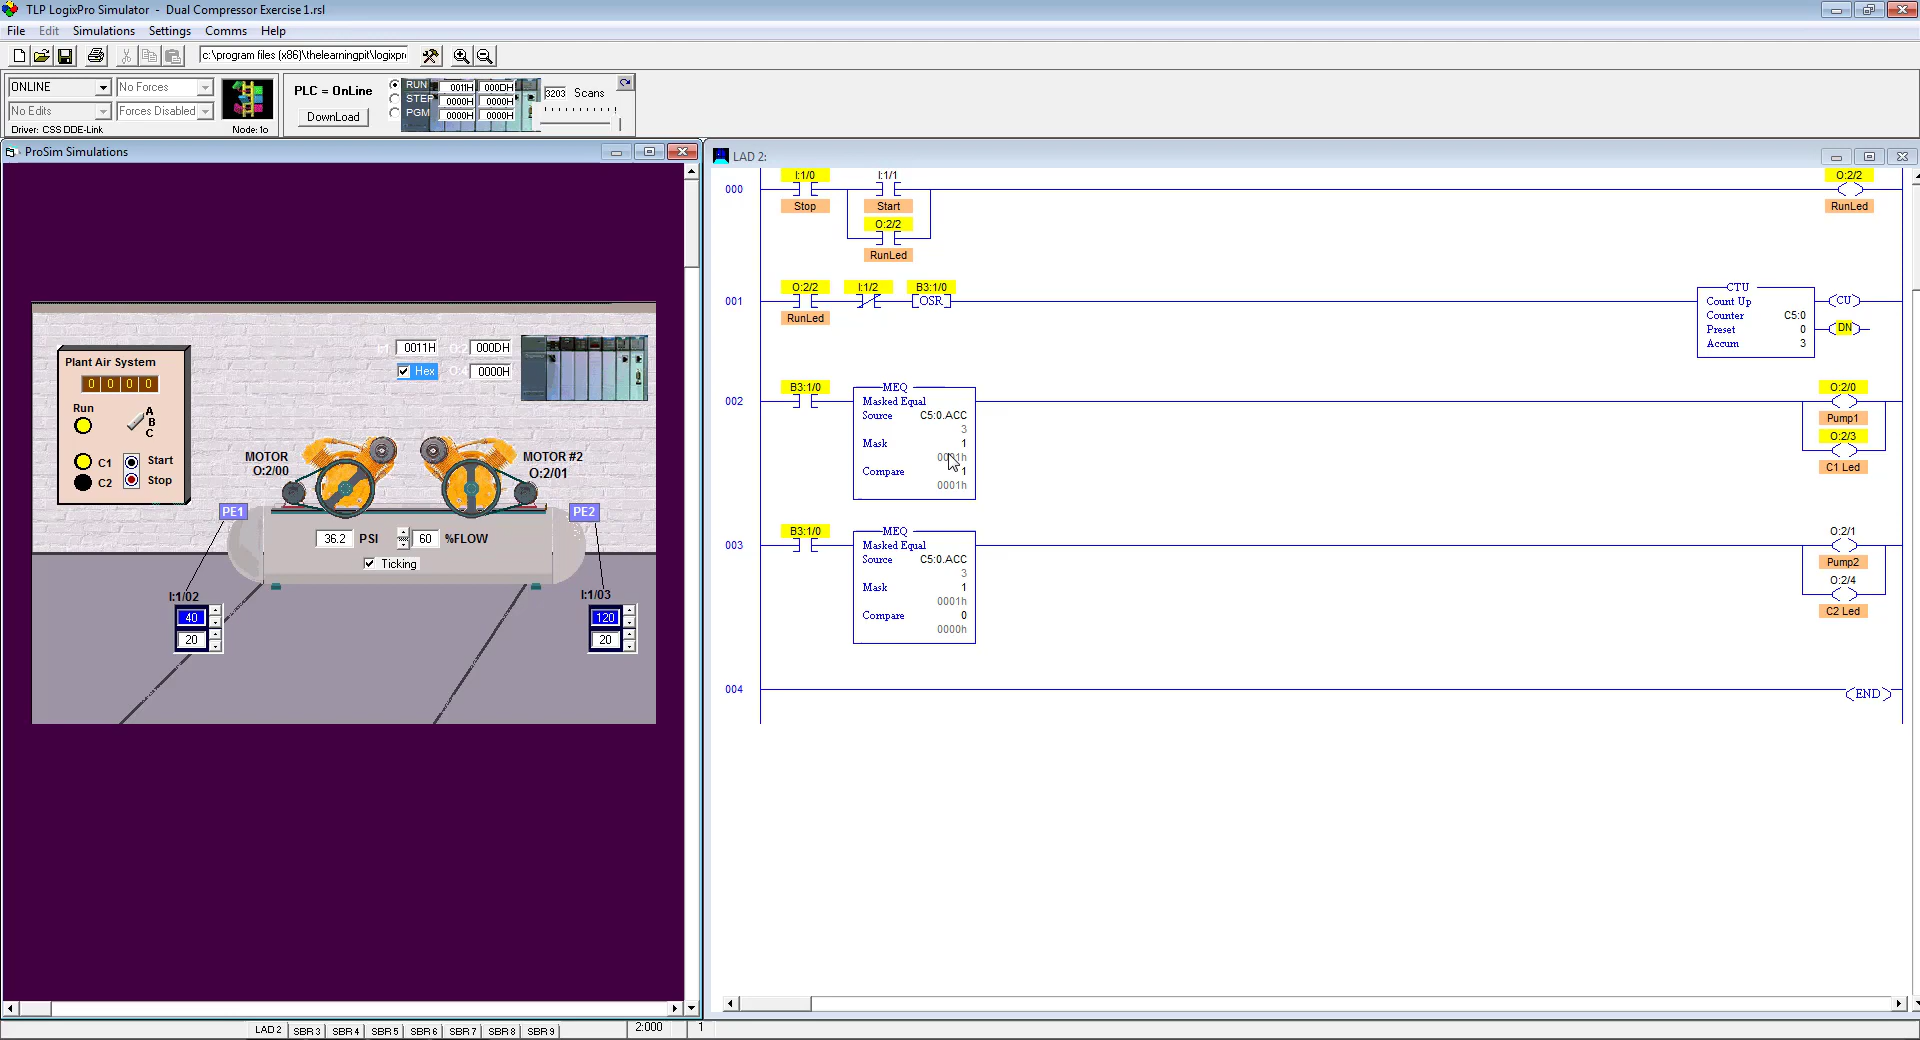 TLP LogixPro Simulator - Dual Compressor Exercise 1.rsl
File Edit Simulations Settings Comms Help
c:\program files (x86)\thelearningpit\logixpr
ONLINE No Forces
No Edits Forces Disabled
Driver: CSS DDE-Link Node: 1o
PLC = OnLine
DownLoad
RUN 0011H 000DH
STEP 0000H 0000H
PGM 0000H 0000H
3203 Scans
ProSim Simulations
Plant Air System
0 0 0 0
Run
A
B
C
C1 Start
C2 Stop
0011H O:2 000DH
Hex O:4 0000H
MOTOR
O:2/00
MOTOR #2
O:2/01
PE1
PE2
36.2 PSI 60 %FLOW
Ticking
I:1/02
40
20
I:1/03
120
20
LAD 2:
000
I:1/0
Stop
I:1/1
Start
O:2/2
RunLed
O:2/2
RunLed
001
O:2/2
RunLed
I:1/2
B3:1/0
OSR
CTU
Count Up
Counter C5:0
Preset 0
Accum 3
CU
DN
002
B3:1/0
MEQ
Masked Equal
Source C5:0.ACC
3
Mask 1
Compare 1
0001h
O:2/0
Pump1
O:2/3
C1 Led
003
B3:1/0
MEQ
Masked Equal
Source C5:0.ACC
3
Mask 1
0001h
Compare 0
0000h
O:2/1
Pump2
O:2/4
C2 Led
004
END
LAD 2 SBR 3 SBR 4 SBR 5 SBR 6 SBR 7 SBR 8 SBR 9
2:000 1